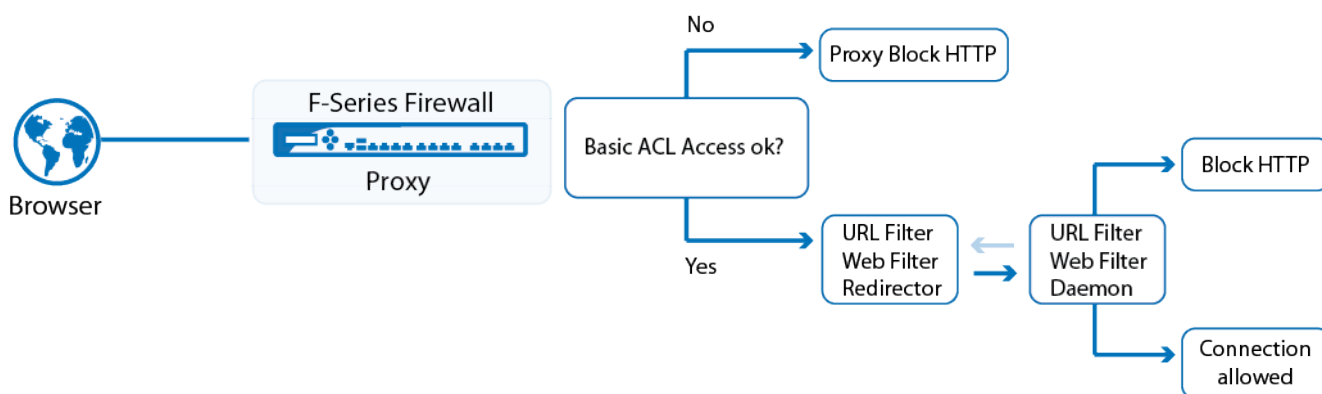 Browser
F-Series Firewall
Proxy
Basic ACL Access ok?
No
Proxy Block HTTP
Yes
URL Filter
Web Filter
Redirector
URL Filter
Web Filter
Daemon
Block HTTP
Connection
allowed